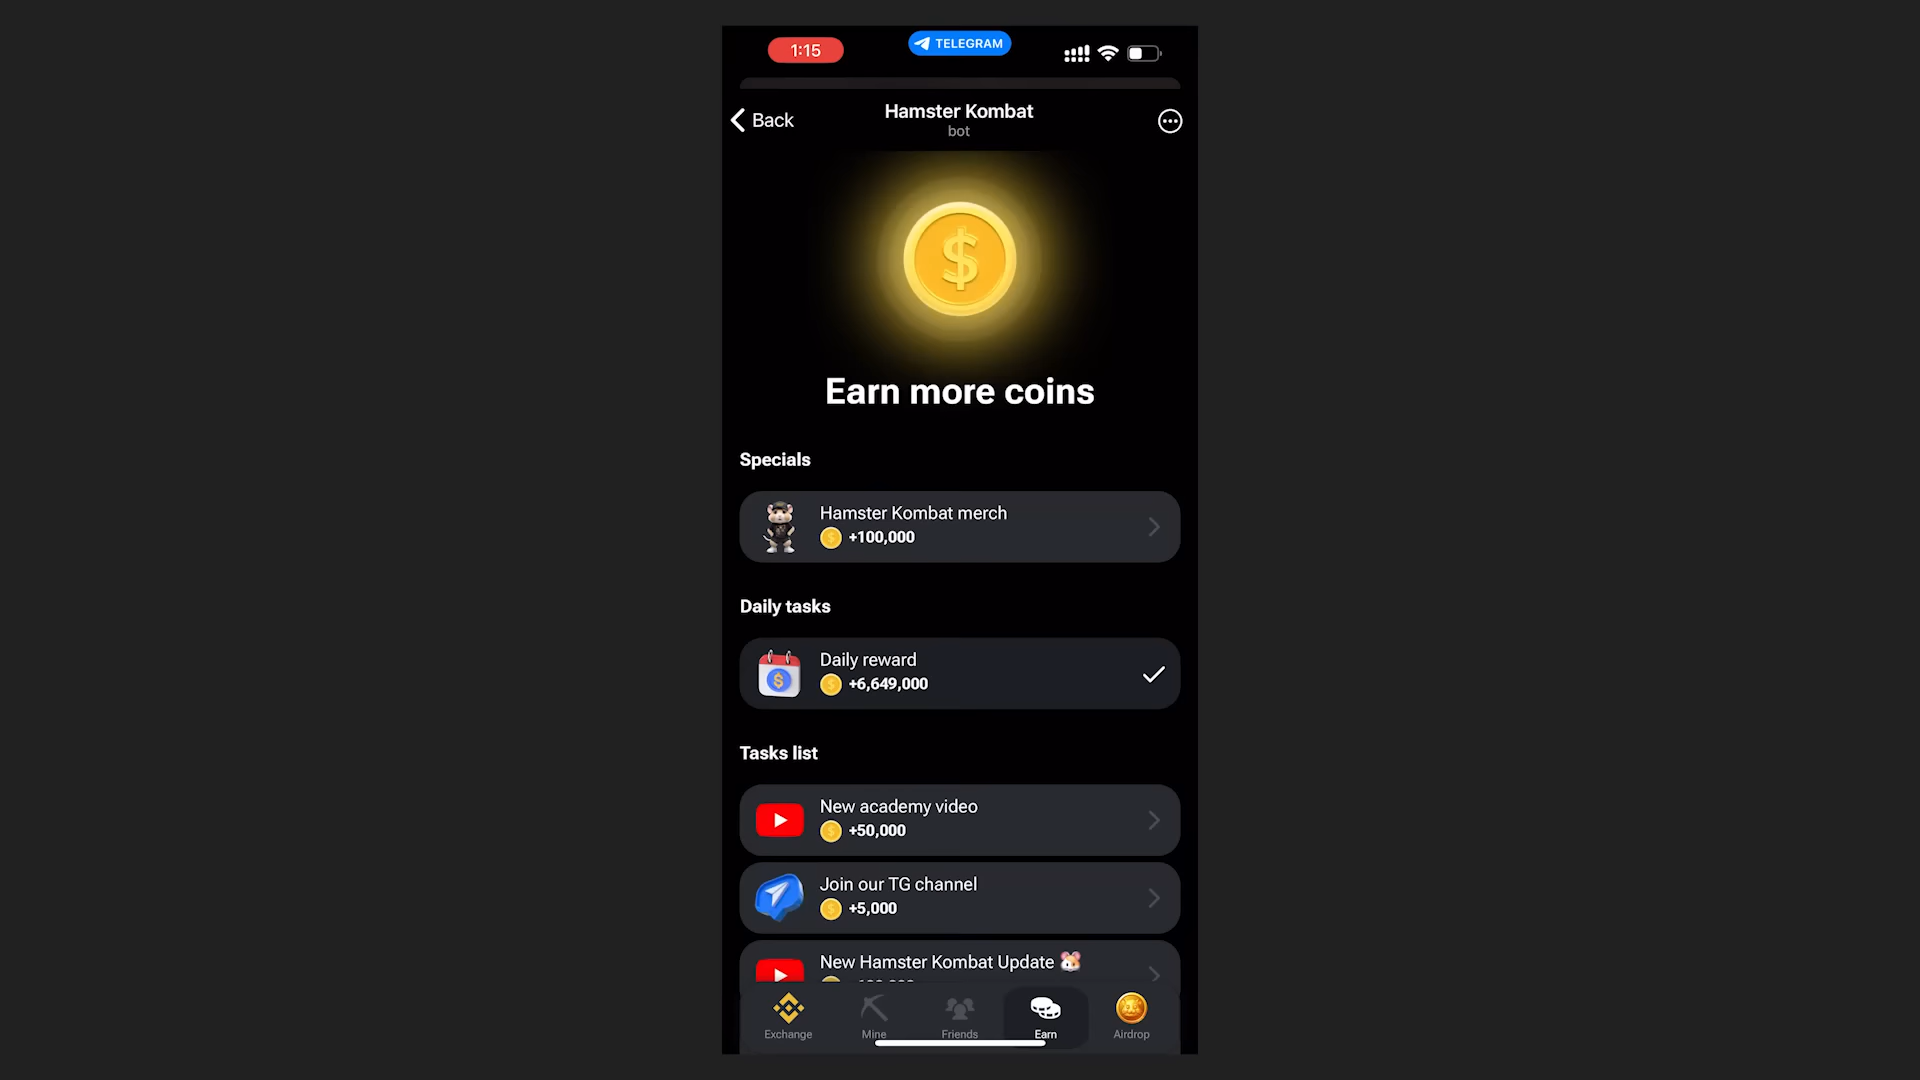 1:15
TELEGRAM
Back
Hamster Kombat
bot
Earn more coins
Specials
Hamster Kombat merch
+100,000
Daily tasks
Daily reward
+6,649,000
Tasks list
New academy video
+50,000
Join our TG channel
+5,000
New Hamster Kombat Update 🐹
Exchange
Mine
Friends
Earn
Airdrop